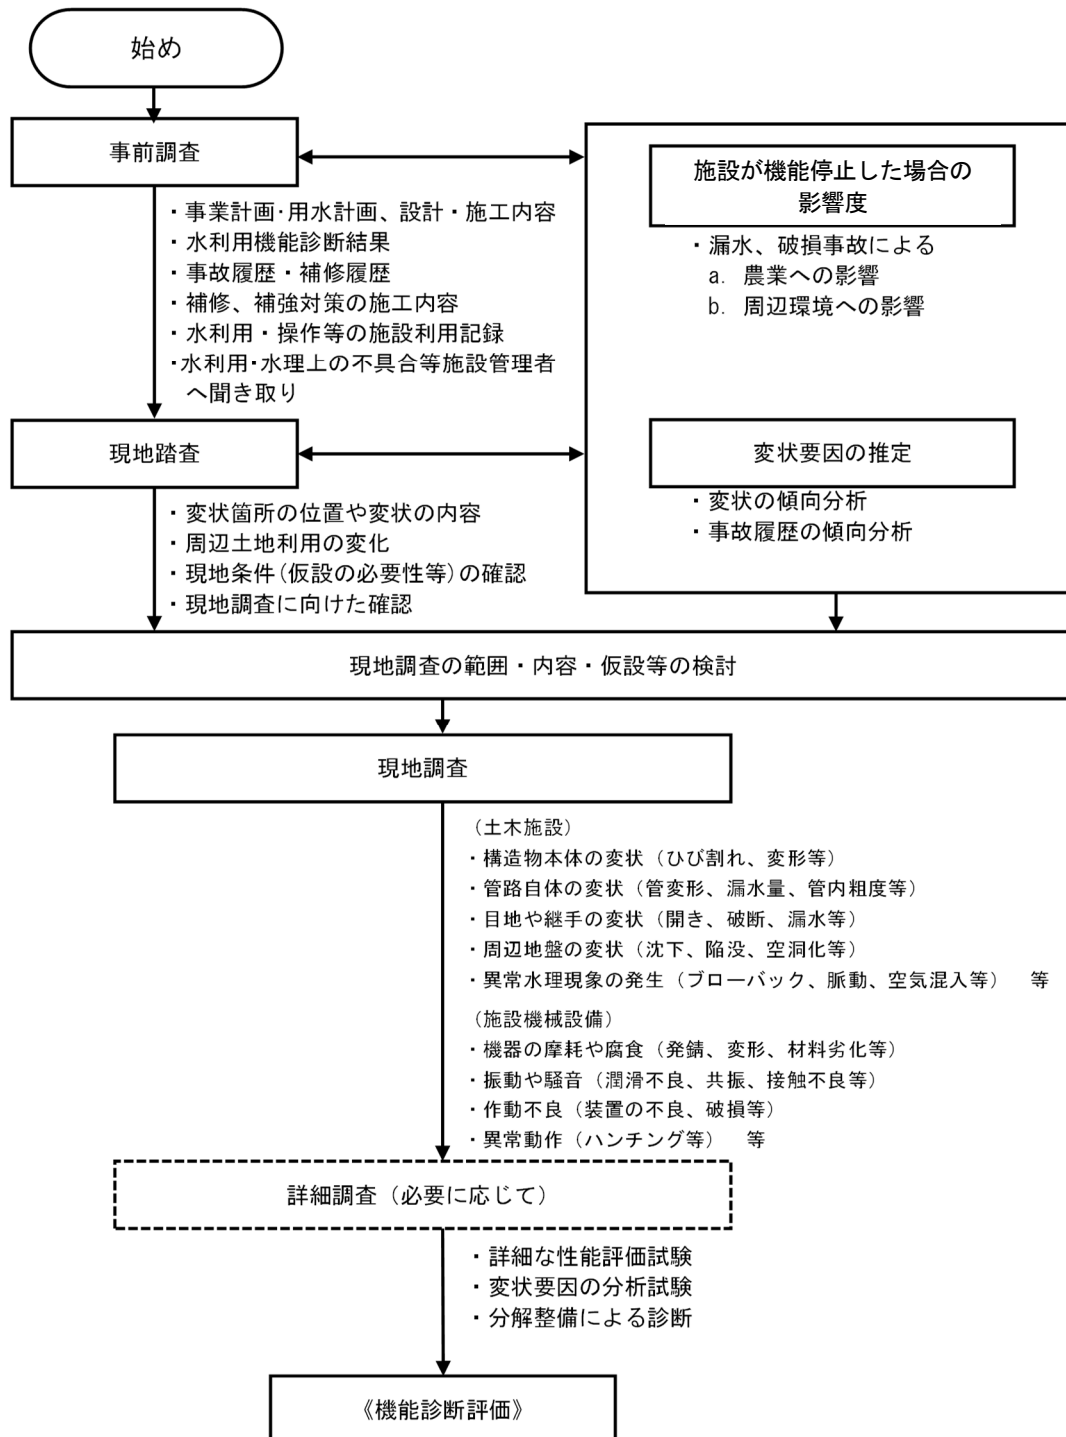 始め
事前調査
・事業計画・用水計画、設計・施工内容
・水利用機能診断結果
・事故履歴・補修履歴
・補修、補強対策の施工内容
・水利用・操作等の施設利用記録
・水利用・水理上の不具合等施設管理者
へ聞き取り
施設が機能停止した場合の
影響度
・漏水、破損事故による
a. 農業への影響
b. 周辺環境への影響
現地踏査
・変状箇所の位置や変状の内容
・周辺土地利用の変化
・現地条件(仮設の必要性等)の確認
・現地調査に向けた確認
変状要因の推定
・変状の傾向分析
・事故履歴の傾向分析
現地調査の範囲・内容・仮設等の検討
現地調査
（土木施設）
・構造物本体の変状（ひび割れ、変形等）
・管路自体の変状（管変形、漏水量、管内粗度等）
・目地や継手の変状（開き、破断、漏水等）
・周辺地盤の変状（沈下、陥没、空洞化等）
・異常水理現象の発生（ブローバック、脈動、空気混入等）　等
（施設機械設備）
・機器の摩耗や腐食（発錆、変形、材料劣化等）
・振動や騒音（潤滑不良、共振、接触不良等）
・作動不良（装置の不良、破損等）
・異常動作（ハンチング等）　等
詳細調査（必要に応じて）
・詳細な性能評価試験
・変状要因の分析試験
・分解整備による診断
《機能診断評価》